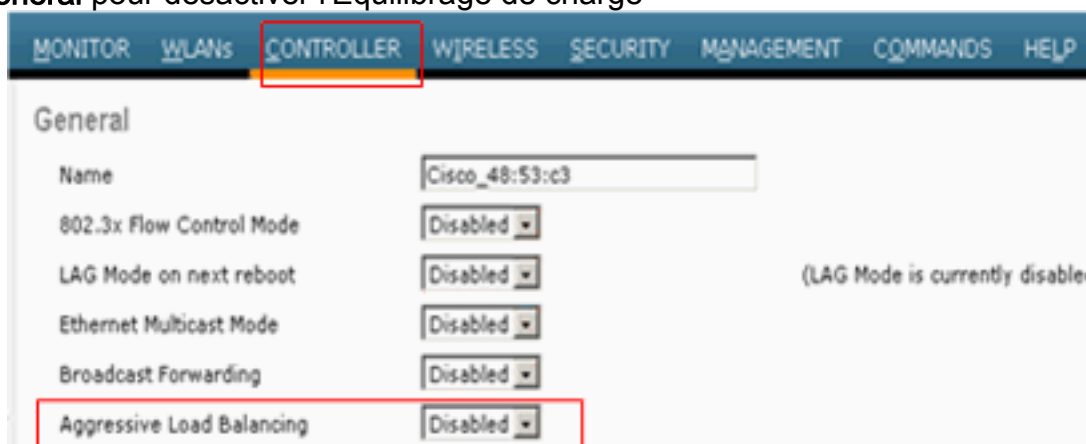 pour désactiver l'Équilibrage de charge
MONITOR WLANs CONTROLLER WIRELESS SECURITY MANAGEMENT COMMANDS HELP
General
Name Cisco_48:53:c3
802.3x Flow Control Mode Disabled
LAG Mode on next reboot Disabled (LAG Mode is currently
Ethernet Multicast Mode Disabled
Broadcast Forwarding Disabled
Aggressive Load Balancing Disabled